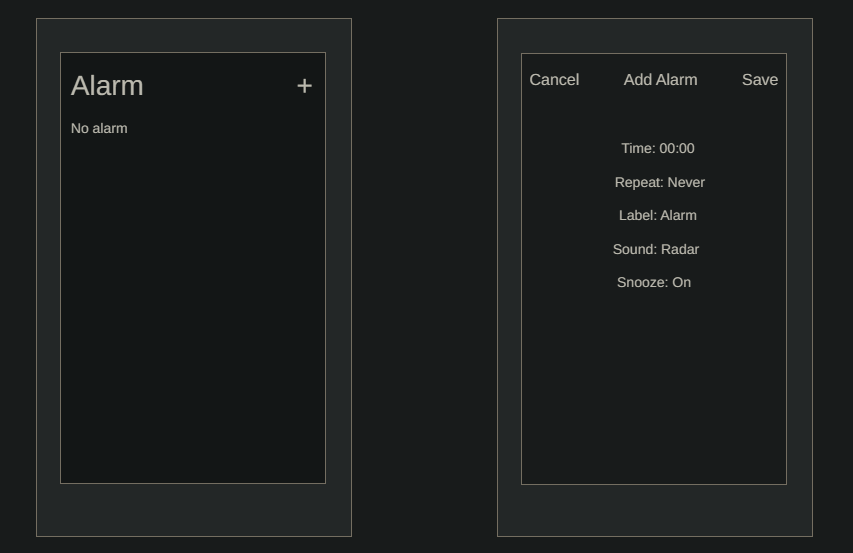 Alarm +
No alarm
Cancel Add Alarm Save
Time: 00:00
Repeat: Never
Label: Alarm
Sound: Radar
Snooze: On